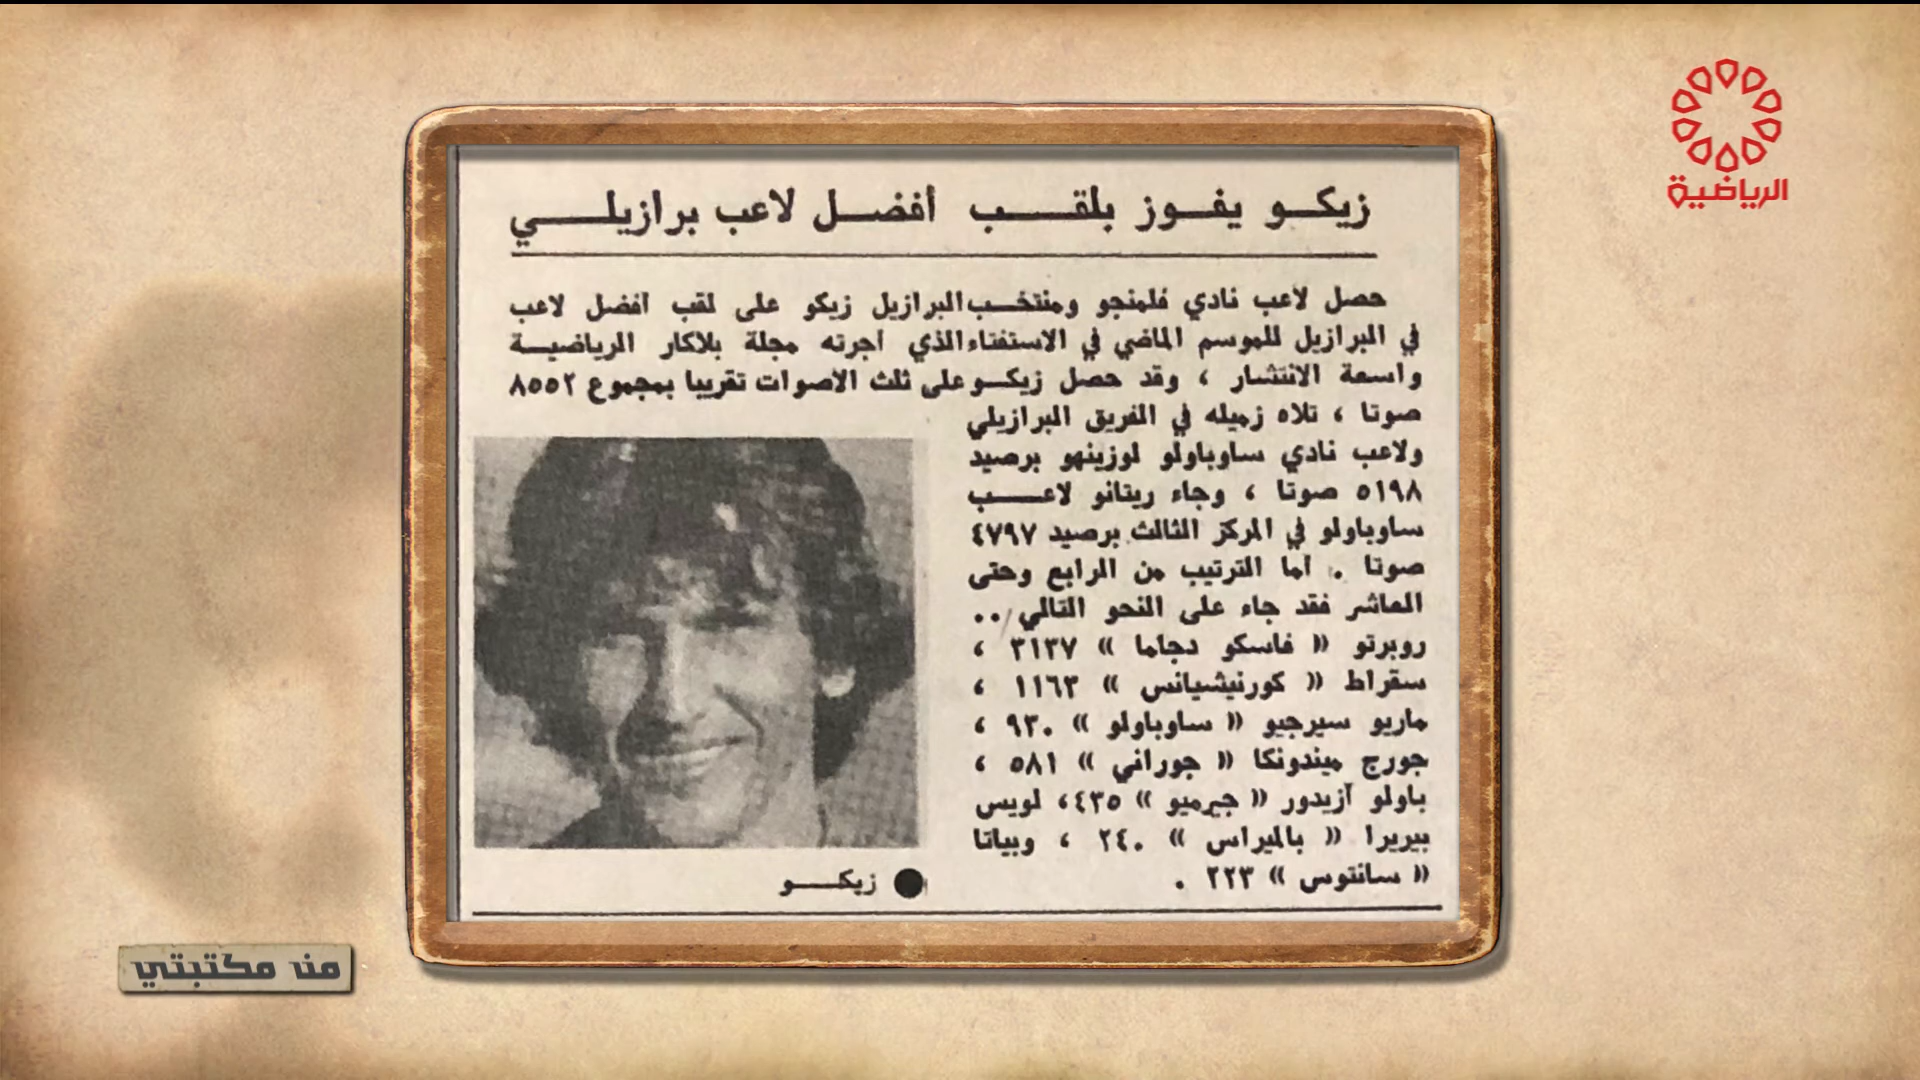 الرياضية
زيكو يفوز بلقب أفضل لاعب برازيلي
حصل لاعب نادي فلمنجو ومنتخب البرازيل زيكو على لقب أفضل لاعب
في البرازيل للموسم الماضي في الاستفتاء الذي أجرته مجلة بلاكار الرياضية
واسعة الانتشار ، وقد حصل زيكو على ثلث الاصوات تقريبا بمجموع ٨٥٥٢
صوتا ، تلاه زميله في الفريق البرازيلي
ولاعب نادي ساوباولو لوزينهو برصيد
٥١٩٨ صوتا ، وجاء ريتانو لاعب
ساوباولو في المركز الثالث برصيد ٤٧٩٧
صوتا . أما الترتيب من الرابع وحتى
العاشر فقد جاء على النحو التالي ..
روبرتو « فاسكو دجاما » ٣١٣٧ ،
سقراط « كورنيشيانس » ١١٦٣ ،
ماريو سيرجيو « ساوباولو » ٩٣٠ ،
جورج ميندونكا « جوراني » ٥٨١ ،
باولو آزيدور « جيرميو » ٤٣٥، لويس
بيريرا « بالميراس » ٢٤٠ ، وبياتا
« سانتوس » ٢٢٣ .
زيكو
من مكتبتي